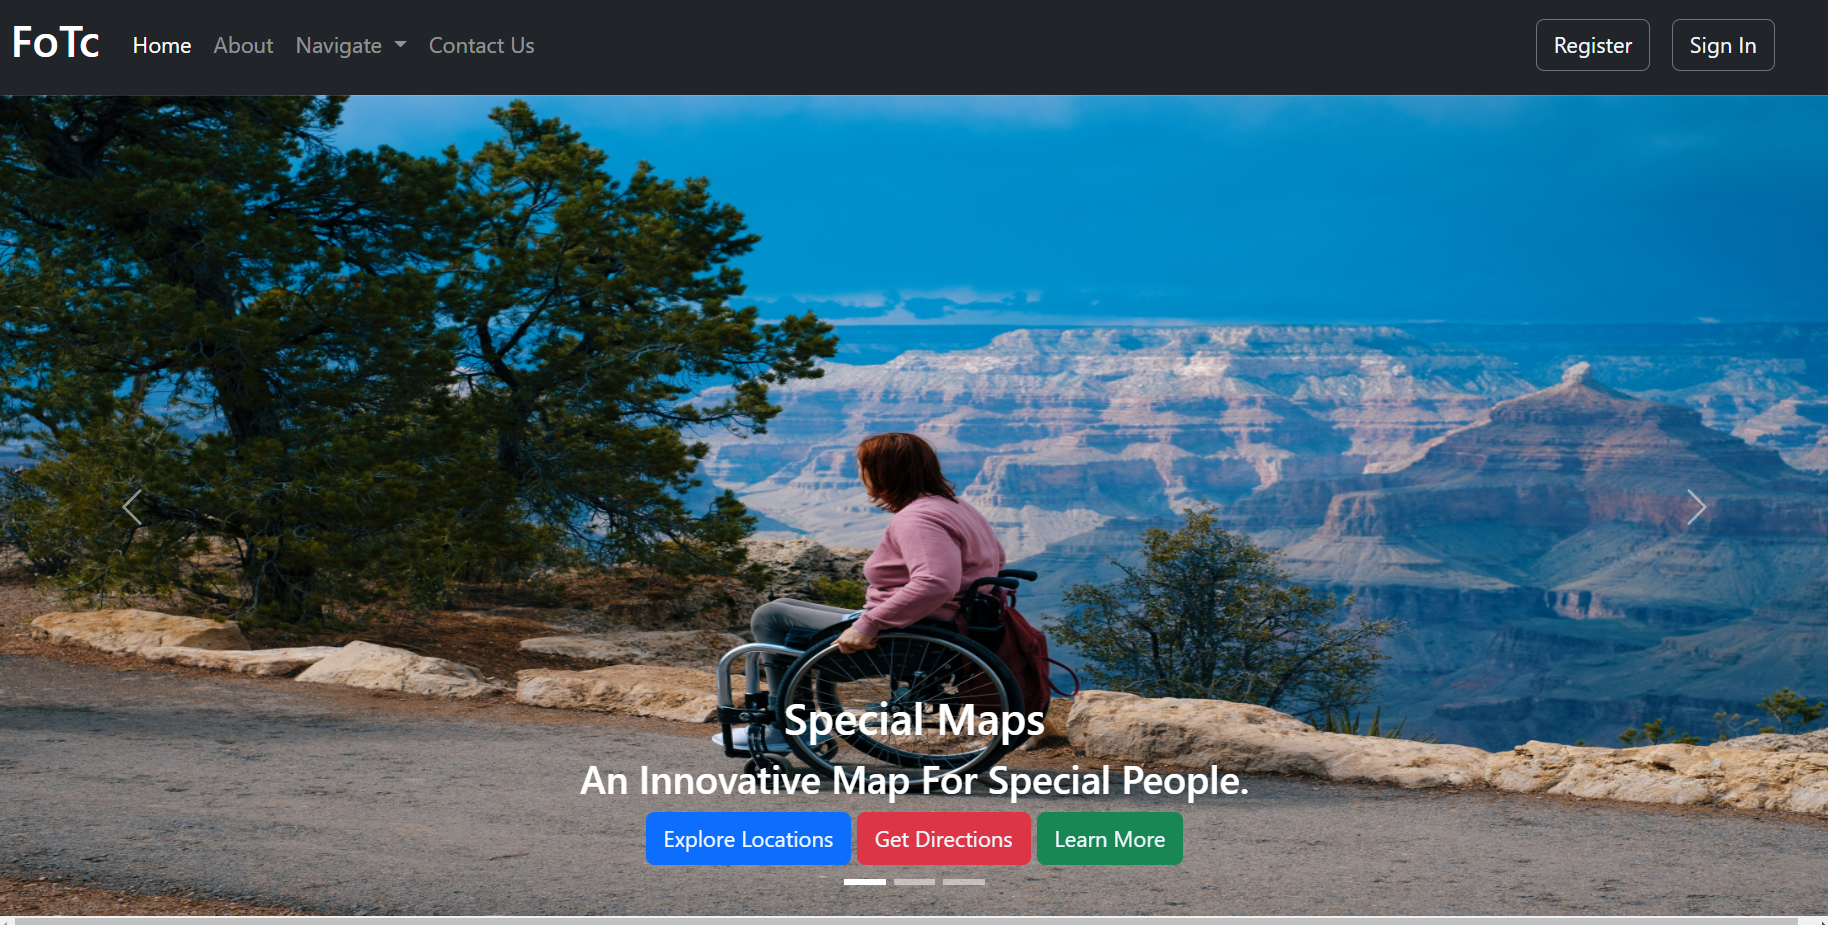 FoTc Home About Navigate Contact Us Register Sign In
Special Maps
An Innovative Map For Special People.
Explore Locations Get Directions Learn More